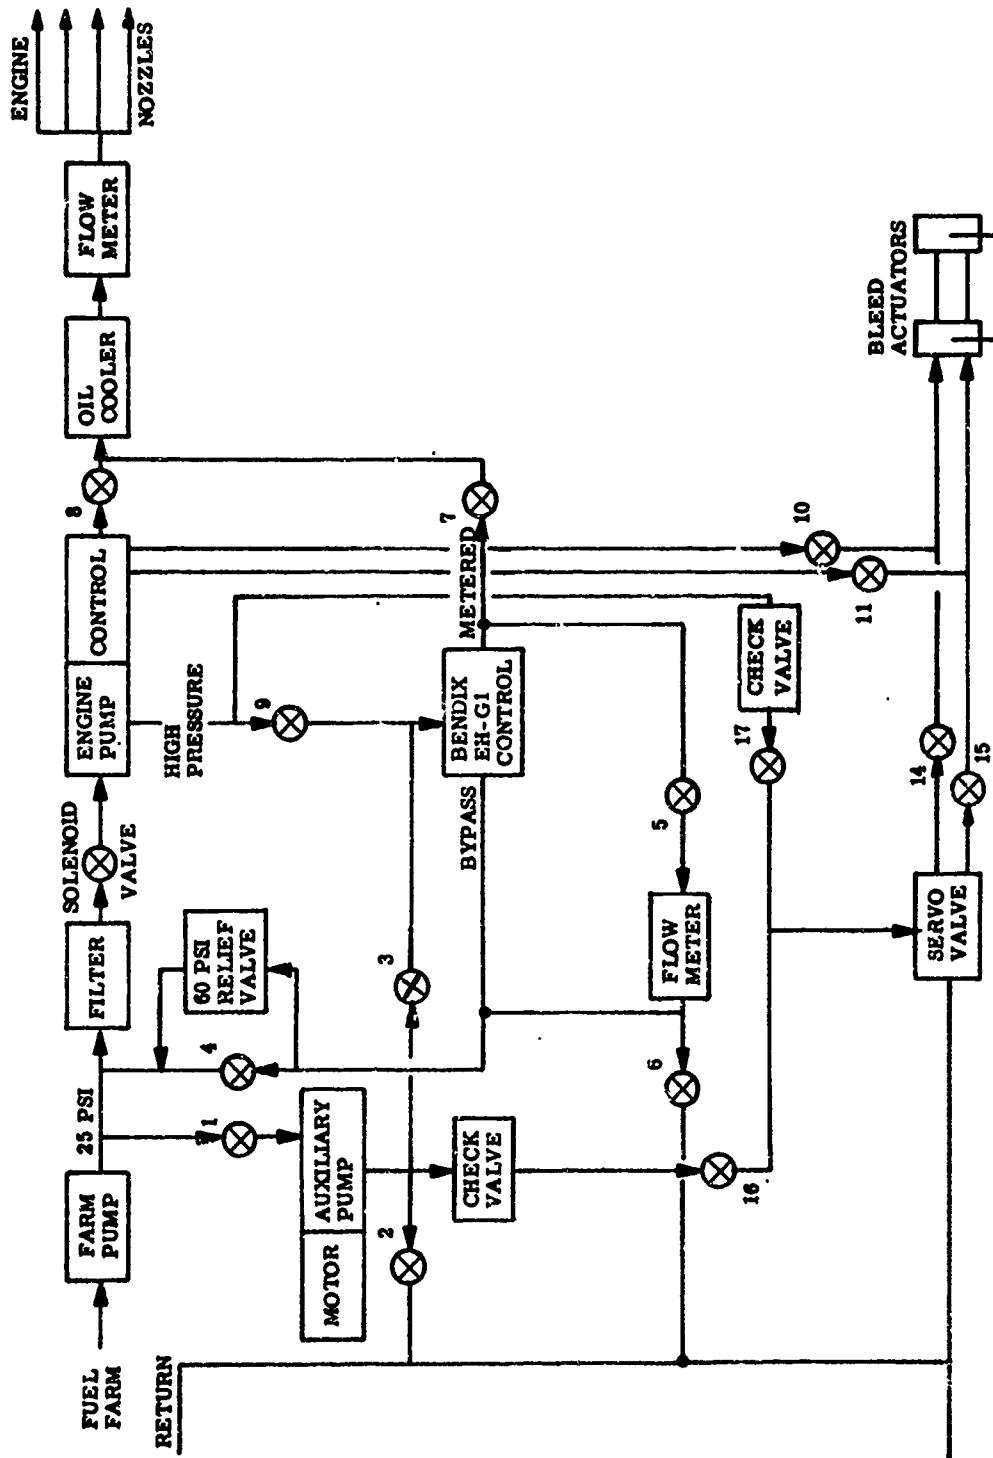 FUEL
FARM
FARM
PUMP
25 PSI
FILTER
SOLENOID
VALVE
ENGINE
PUMP
CONTROL
8
OIL
COOLER
FLOW
METER
ENGINE
NOZZLES
RETURN
1
4
60 PSI
RELIEF
VALVE
HIGH
PRESSURE
9
MOTOR
AUXILIARY
PUMP
2
3
CHECK
VALVE
BYPASS
BENDIX
EH-G1
CONTROL
METERED
7
6
FLOW
METER
5
16
17
CHECK
VALVE
10
11
SERVO
VALVE
14
15
BLEED
ACTUATORS